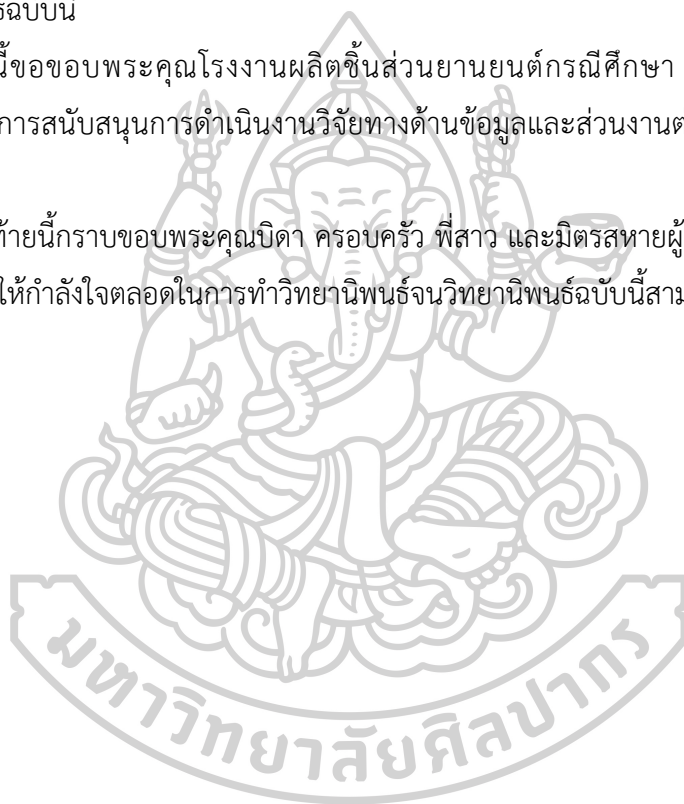 ธ์ฉบับนี้
นี้ขอขอบพระคุณโรงงานผลิตชิ้นส่วนยานยนต์กรณีศึกษา
การสนับสนุนการดำเนินงานวิจัยทางด้านข้อมูลและส่วนงานต
ท้ายนี้กราบขอบพระคุณบิดา ครอบครัว พี่สาว และมิตรสหายผู้
ให้กำลังใจตลอดในการทำวิทยานิพนธ์จนวิทยานิพนธ์ฉบับนี้สาม
มหาวิทยาลัยศิลปากร